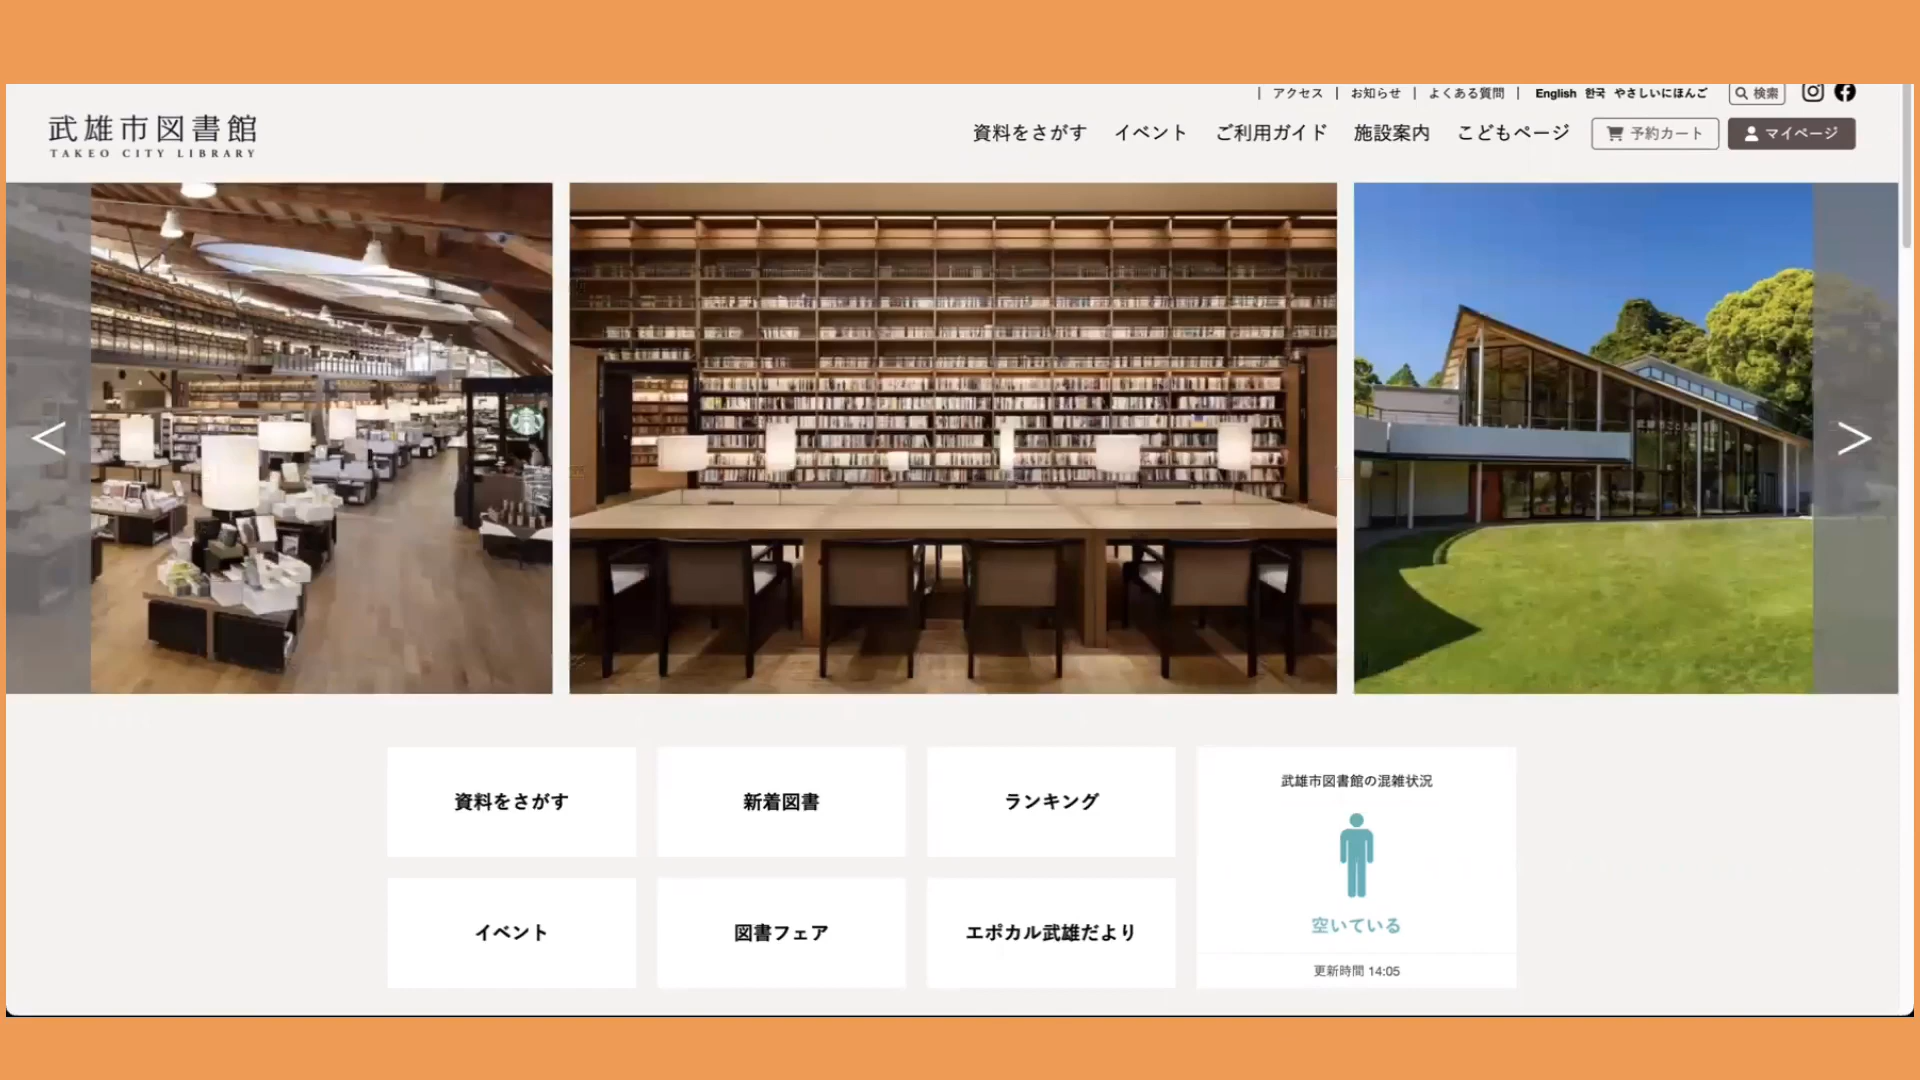 アクセス | お知らせ | よくある質問 | English 한국 やさしいにほんご 検索
武雄市図書館
TAKEO CITY LIBRARY
資料をさがす イベント ご利用ガイド 施設案内 こどもページ 予約カート マイページ
資料をさがす
新着図書
ランキング
イベント
図書フェア
エポカル武雄だより
武雄市図書館の混雑状況
空いている
更新時間 14:05